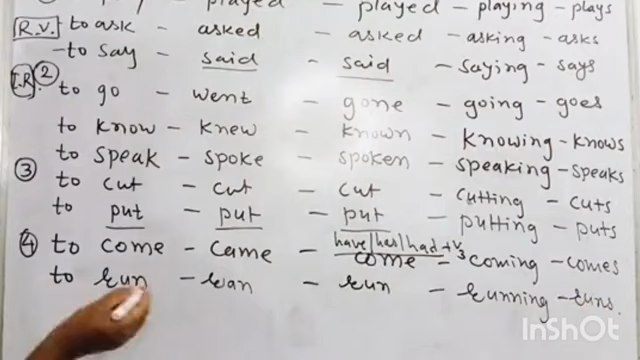 played - played - playing - plays
R.V. to ask - asked - asked - asking - asks
- to say - said - said - saying - says
I.R. ② to go - went - gone - going - goes
to know - knew - known - knowing - knows
to speak - spoke - spoken - speaking - speaks
③ to cut - cut - cut - cutting - cuts
to put - put - put - putting - puts
have/has/had + V3
④ to come - came - come - coming - comes
to run - ran - run - running - runs.
InShot